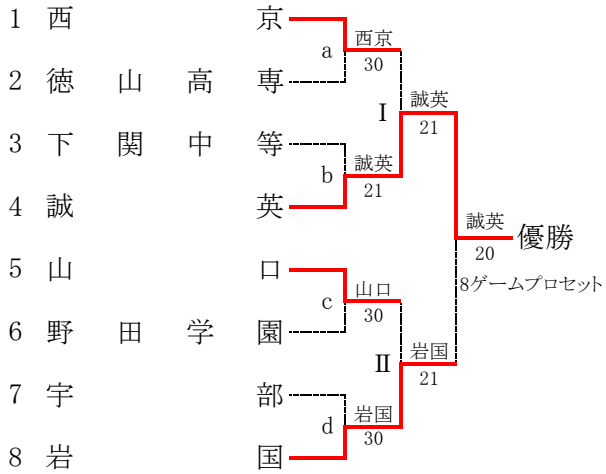 1 西 京
a
西京
30
2 徳 山 高 専
Ⅰ
誠英
21
3 下 関 中 等
b
誠英
21
4 誠 英
誠英
20
優勝
8ゲームプロセット
5 山 口
c
山口
30
6 野 田 学 園
Ⅱ
岩国
21
7 宇 部
d
岩国
30
8 岩 国